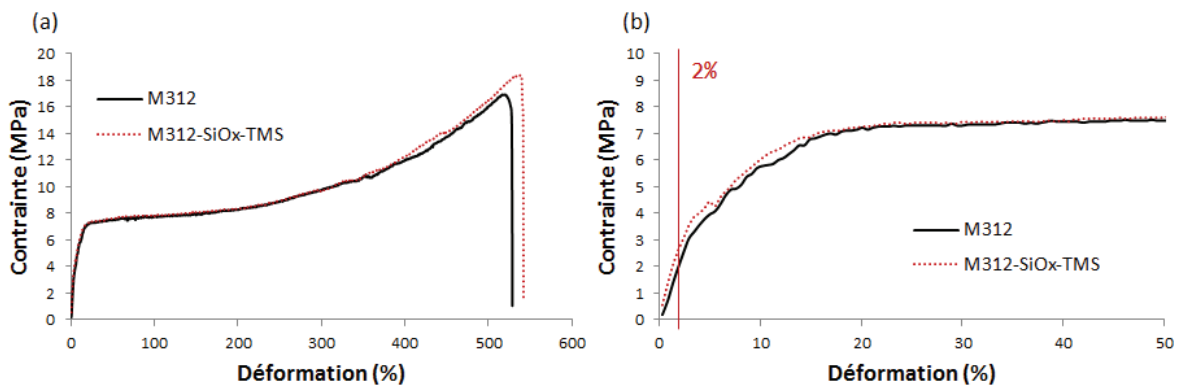 (a)
Contrainte (MPa)
20
18
16
14
12
10
8
6
4
2
0
M312
M312-SiOx-TMS
0 100 200 300 400 500 600
Déformation (%)
(b)
Contrainte (MPa)
10
9
8
7
6
5
4
3
2
1
0
2%
M312
M312-SiOx-TMS
0 10 20 30 40 50
Déformation (%)